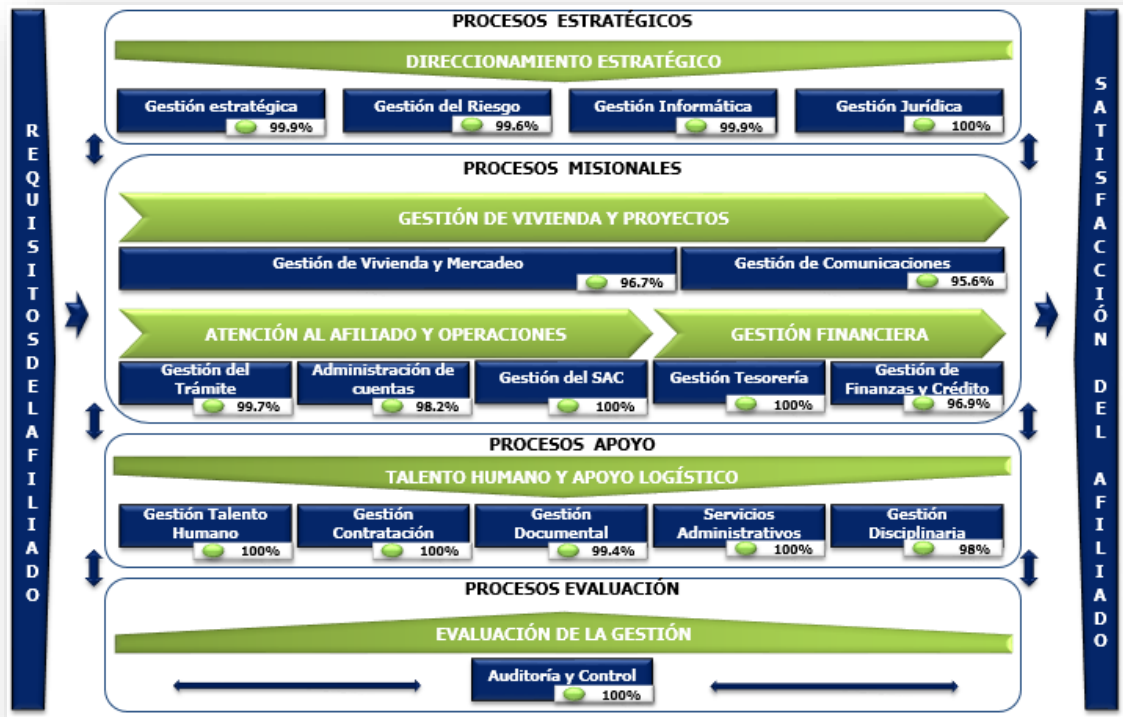 REQUISITOS DEL AFILIADO
PROCESOS ESTRATÉGICOS
DIRECCIONAMIENTO ESTRATÉGICO
Gestión estratégica
99.9%
Gestión del Riesgo
99.6%
Gestión Informática
99.9%
Gestión Jurídica
100%
PROCESOS MISIONALES
GESTIÓN DE VIVIENDA Y PROYECTOS
Gestión de Vivienda y Mercadeo
96.7%
Gestión de Comunicaciones
95.6%
ATENCIÓN AL AFILIADO Y OPERACIONES
GESTIÓN FINANCIERA
Gestión del
Trámite
99.7%
Administración de
cuentas
98.2%
Gestión del SAC
100%
Gestión Tesorería
100%
Gestión de
Finanzas y Crédito
96.9%
PROCESOS APOYO
TALENTO HUMANO Y APOYO LOGÍSTICO
Gestión Talento
Humano
100%
Gestión
Contratación
100%
Gestión
Documental
99.4%
Servicios
Administrativos
100%
Gestión
Disciplinaria
98%
PROCESOS EVALUACIÓN
EVALUACIÓN DE LA GESTIÓN
Auditoría y Control
100%
SATISFACCIÓN DEL AFILIADO